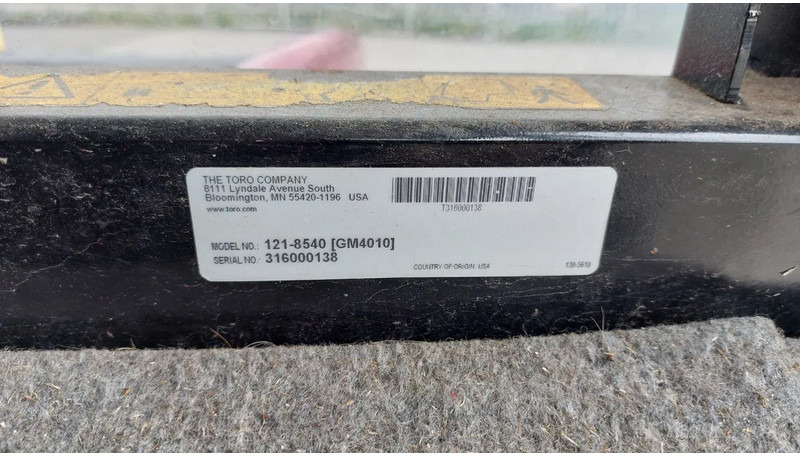 THE TORO COMPANY
8111 Lyndale Avenue South
Bloomington, MN 55420-1196 USA
www.toro.com
T316000138
MODEL NO.: 121-8540 [GM4010]
SERIAL NO.: 316000138
COUNTRY OF ORIGIN USA